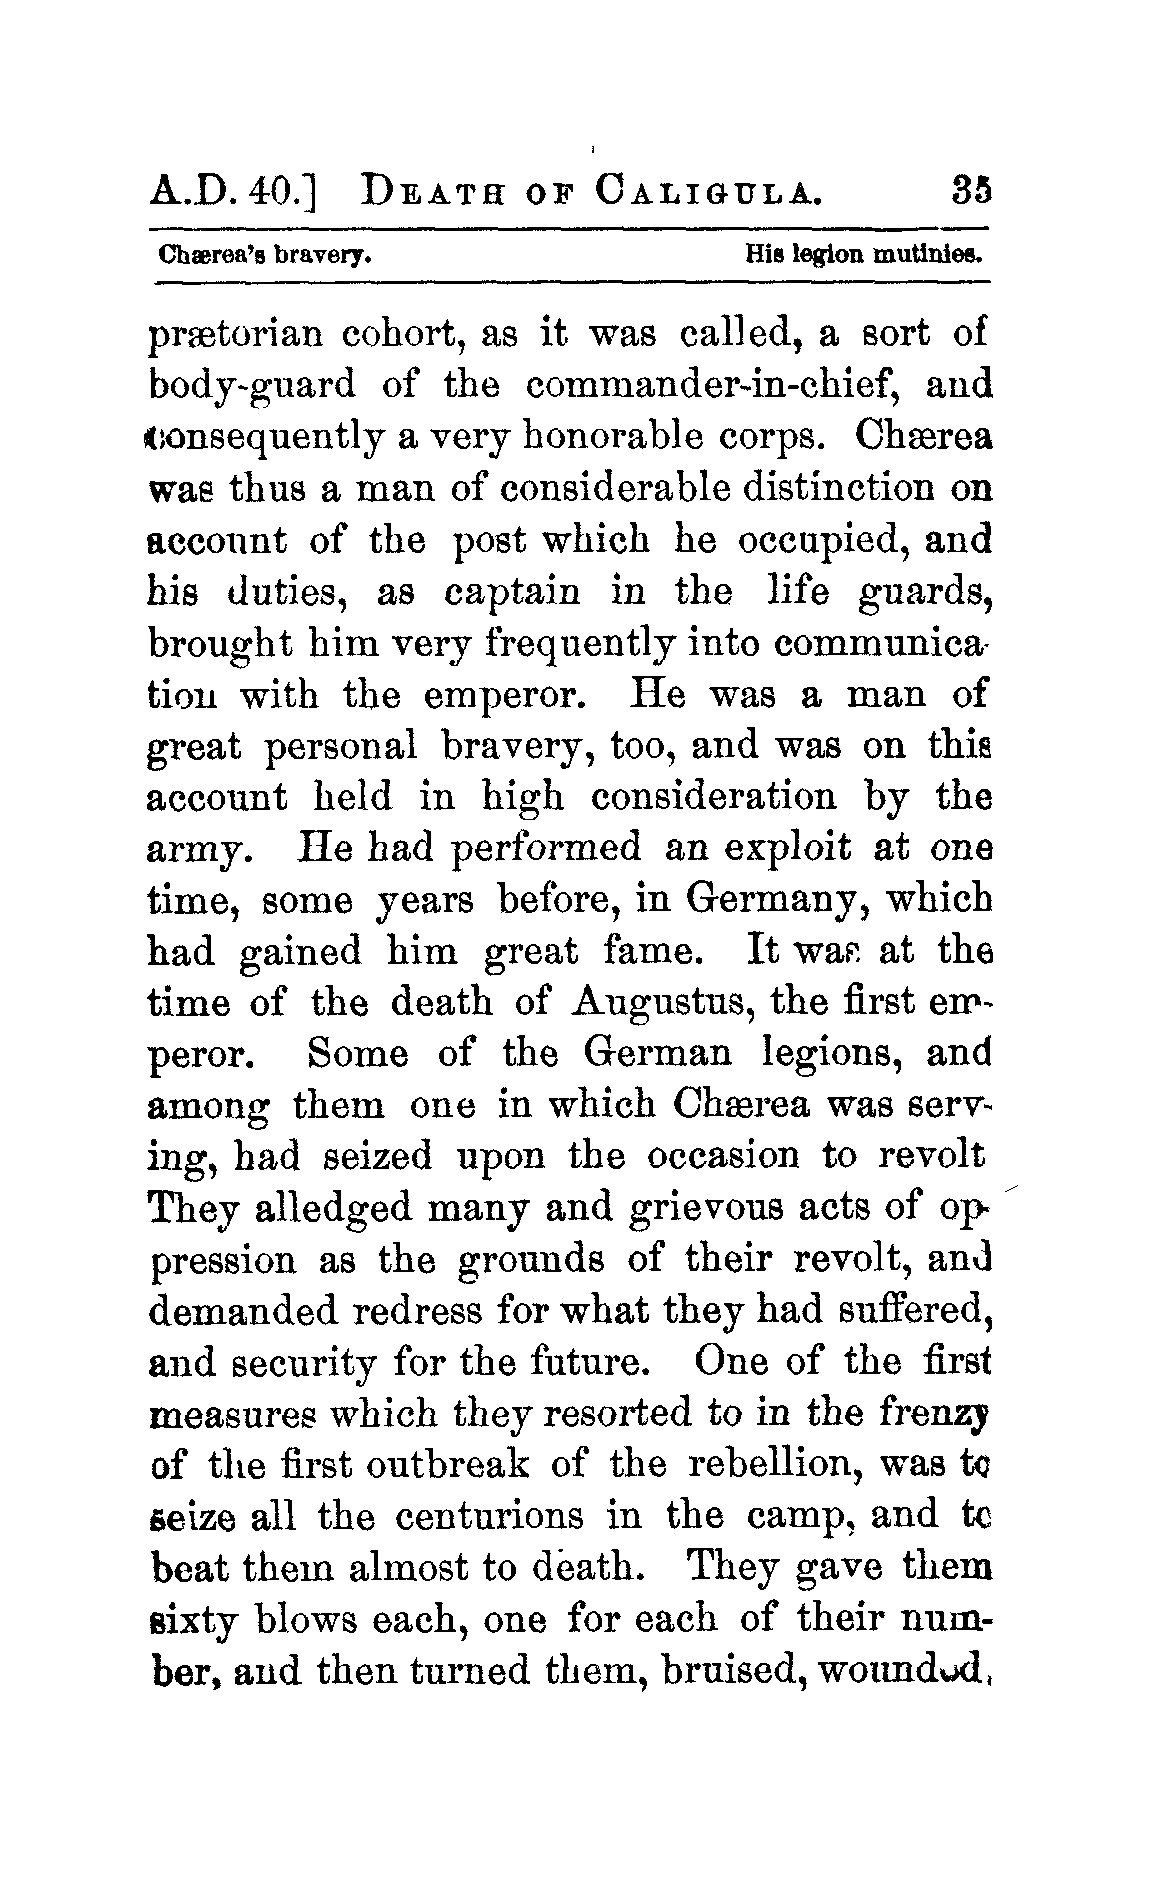 A.D. 40.] DEATH OF CALIGULA. 35
Chærea's bravery. His legion mutinies.
prætorian cohort, as it was called, a sort of
body-guard of the commander-in-chief, and
consequently a very honorable corps. Chærea
was thus a man of considerable distinction on
account of the post which he occupied, and
his duties, as captain in the life guards,
brought him very frequently into communica-
tion with the emperor. He was a man of
great personal bravery, too, and was on this
account held in high consideration by the
army. He had performed an exploit at one
time, some years before, in Germany, which
had gained him great fame. It was at the
time of the death of Augustus, the first em-
peror. Some of the German legions, and
among them one in which Chærea was serv-
ing, had seized upon the occasion to revolt
They alledged many and grievous acts of op-
pression as the grounds of their revolt, and
demanded redress for what they had suffered,
and security for the future. One of the first
measures which they resorted to in the frenzy
of the first outbreak of the rebellion, was to
seize all the centurions in the camp, and to
beat them almost to death. They gave them
sixty blows each, one for each of their num-
ber, and then turned them, bruised, wounded,